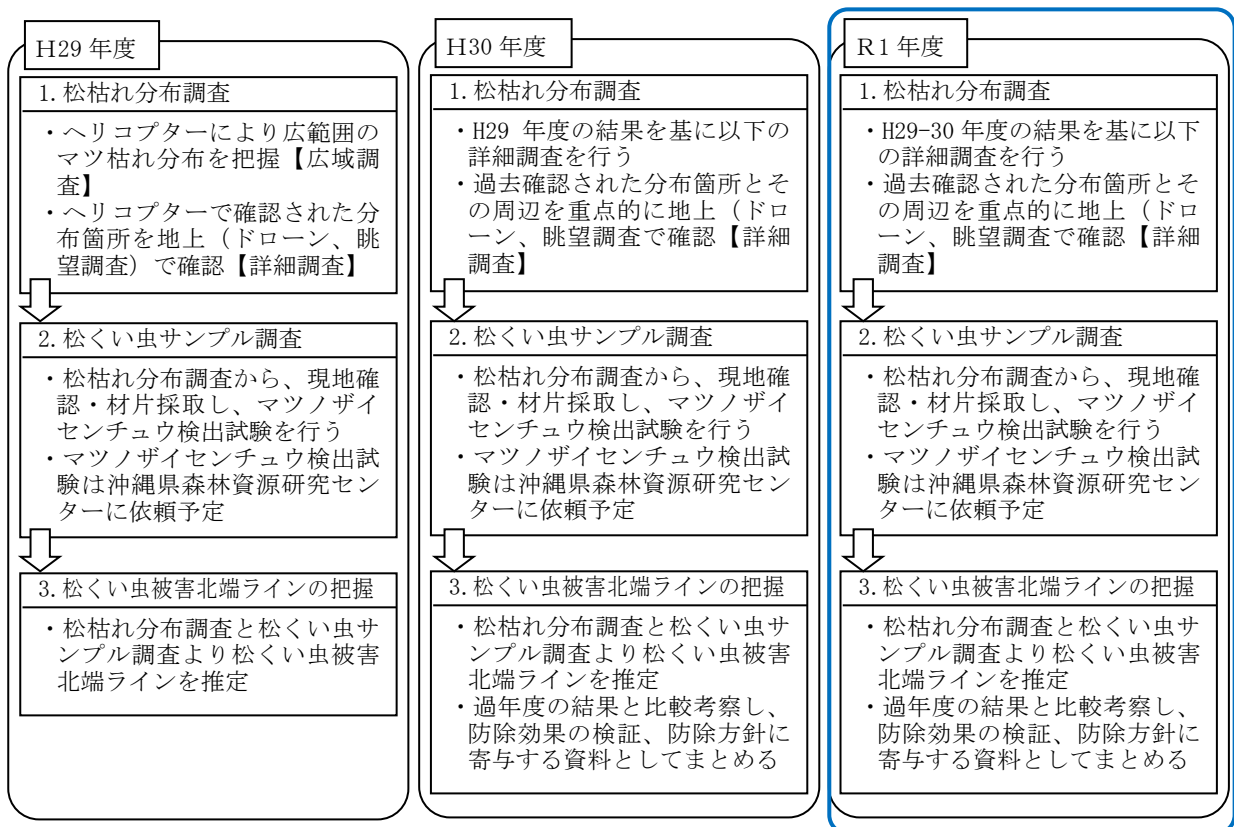 H29 年度
1.松枯れ分布調査
・ヘリコプターにより広範囲の
マツ枯れ分布を把握【広域調
査】
・ヘリコプターで確認された分
布箇所を地上（ドローン、眺
望調査）で確認【詳細調査】
2.松くい虫サンプル調査
・松枯れ分布調査から、現地確
認・材片採取し、マツノザイ
センチュウ検出試験を行う
・マツノザイセンチュウ検出試
験は沖縄県森林資源研究セン
ターに依頼予定
3.松くい虫被害北端ラインの把握
・松枯れ分布調査と松くい虫サ
ンプル調査より松くい虫被害
北端ラインを推定
H30 年度
1.松枯れ分布調査
・H29 年度の結果を基に以下の
詳細調査を行う
・過去確認された分布箇所とそ
の周辺を重点的に地上（ドロ
ーン、眺望調査で確認【詳細
調査】
2.松くい虫サンプル調査
・松枯れ分布調査から、現地確
認・材片採取し、マツノザイ
センチュウ検出試験を行う
・マツノザイセンチュウ検出試
験は沖縄県森林資源研究セン
ターに依頼予定
3.松くい虫被害北端ラインの把握
・松枯れ分布調査と松くい虫サ
ンプル調査より松くい虫被害
北端ラインを推定
・過年度の結果と比較考察し、
防除効果の検証、防除方針に
寄与する資料としてまとめる
R1 年度
1.松枯れ分布調査
・H29-30 年度の結果を基に以下
の詳細調査を行う
・過去確認された分布箇所とそ
の周辺を重点的に地上（ドロ
ーン、眺望調査で確認【詳細
調査】
2.松くい虫サンプル調査
・松枯れ分布調査から、現地確
認・材片採取し、マツノザイ
センチュウ検出試験を行う
・マツノザイセンチュウ検出試
験は沖縄県森林資源研究セン
ターに依頼予定
3.松くい虫被害北端ラインの把握
・松枯れ分布調査と松くい虫サ
ンプル調査より松くい虫被害
北端ラインを推定
・過年度の結果と比較考察し、
防除効果の検証、防除方針に
寄与する資料としてまとめる